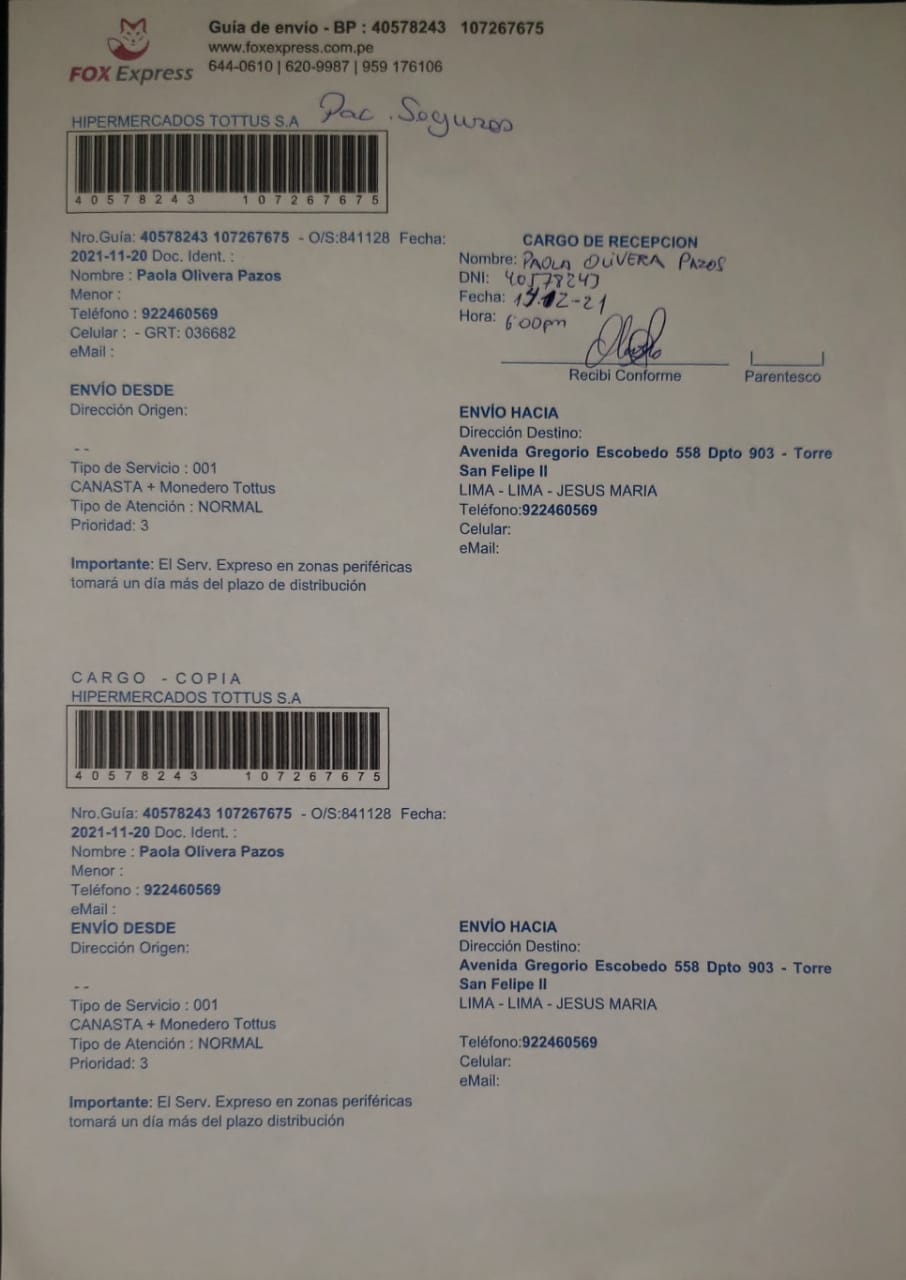 FOX Express
Guia de envio - BP : 40578243 107267675
www.foxexpress.com.pe
644-0610 | 620-9987 | 959 176106
HIPERMERCADOS TOTTUS S.A
Pac. Seguros
40578243 107267675
Nro.Guía: 40578243 107267675 - O/S:841128 Fecha:
2021-11-20 Doc. Ident. :
Nombre : Paola Olivera Pazos
Menor :
Teléfono : 922460569
Celular : - GRT: 036682
eMail :
CARGO DE RECEPCION
Nombre: PAOLA OLIVERA PAZOS
DNI: 40578243
Fecha: -12-21
Hora: 6:00pm
Recibi Conforme
Parentesco
ENVÍO DESDE
Dirección Origen:
- -
Tipo de Servicio : 001
CANASTA + Monedero Tottus
Tipo de Atención : NORMAL
Prioridad: 3
ENVÍO HACIA
Dirección Destino:
Avenida Gregorio Escobedo 558 Dpto 903 - Torre
San Felipe II
LIMA - LIMA - JESUS MARIA
Teléfono:922460569
Celular:
eMail:
Importante: El Serv. Expreso en zonas periféricas
tomará un día más del plazo de distribución
CARGO - COPIA
HIPERMERCADOS TOTTUS S.A
40578243 107267675
Nro.Guía: 40578243 107267675 - O/S:841128 Fecha:
2021-11-20 Doc. Ident. :
Nombre : Paola Olivera Pazos
Menor :
Teléfono : 922460569
eMail :
ENVÍO DESDE
Dirección Origen:
- -
Tipo de Servicio : 001
CANASTA + Monedero Tottus
Tipo de Atención : NORMAL
Prioridad: 3
ENVÍO HACIA
Dirección Destino:
Avenida Gregorio Escobedo 558 Dpto 903 - Torre
San Felipe II
LIMA - LIMA - JESUS MARIA
Teléfono:922460569
Celular:
eMail:
Importante: El Serv. Expreso en zonas periféricas
tomará un día más del plazo distribución